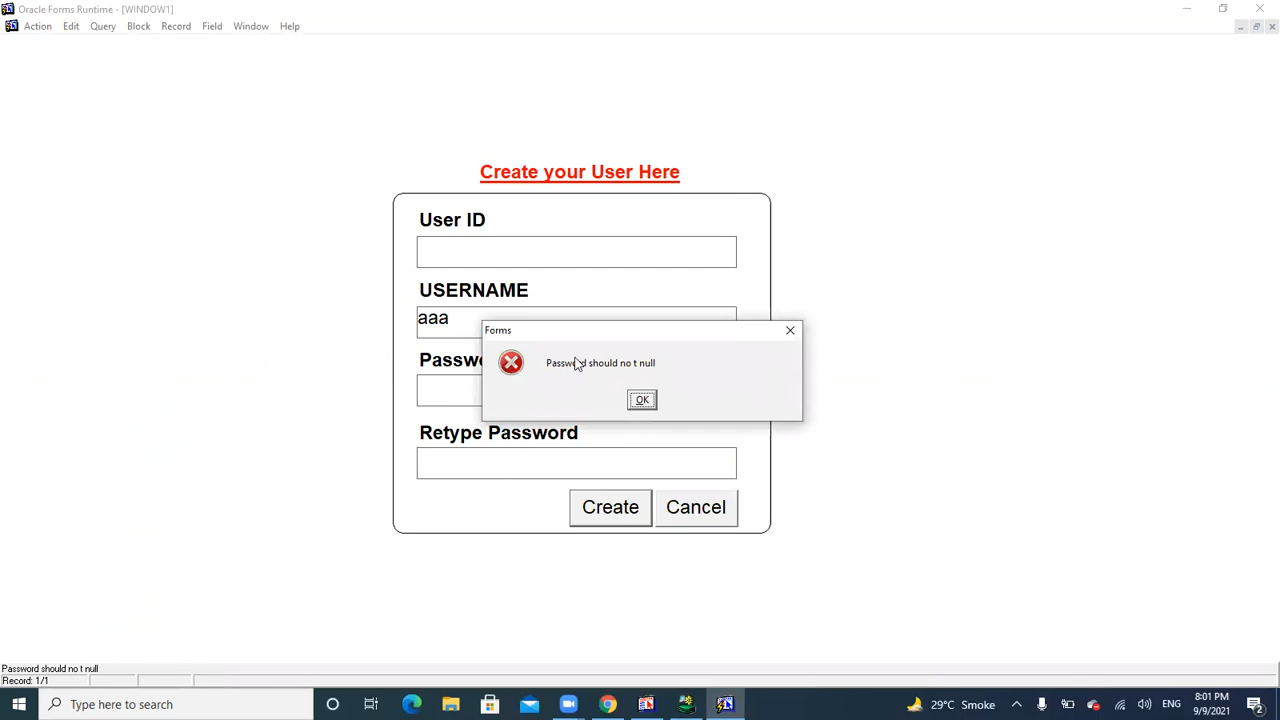 Oracle Forms Runtime - [WINDOW1]
Action Edit Query Block Record Field Window Help
Create your User Here
User ID
USERNAME
aaa
Forms
Password should no t null
OK
Retype Password
Create Cancel
Password should no t null
Record: 1/1
Type here to search
29°C Smoke
ENG
8:01 PM
9/9/2021
2